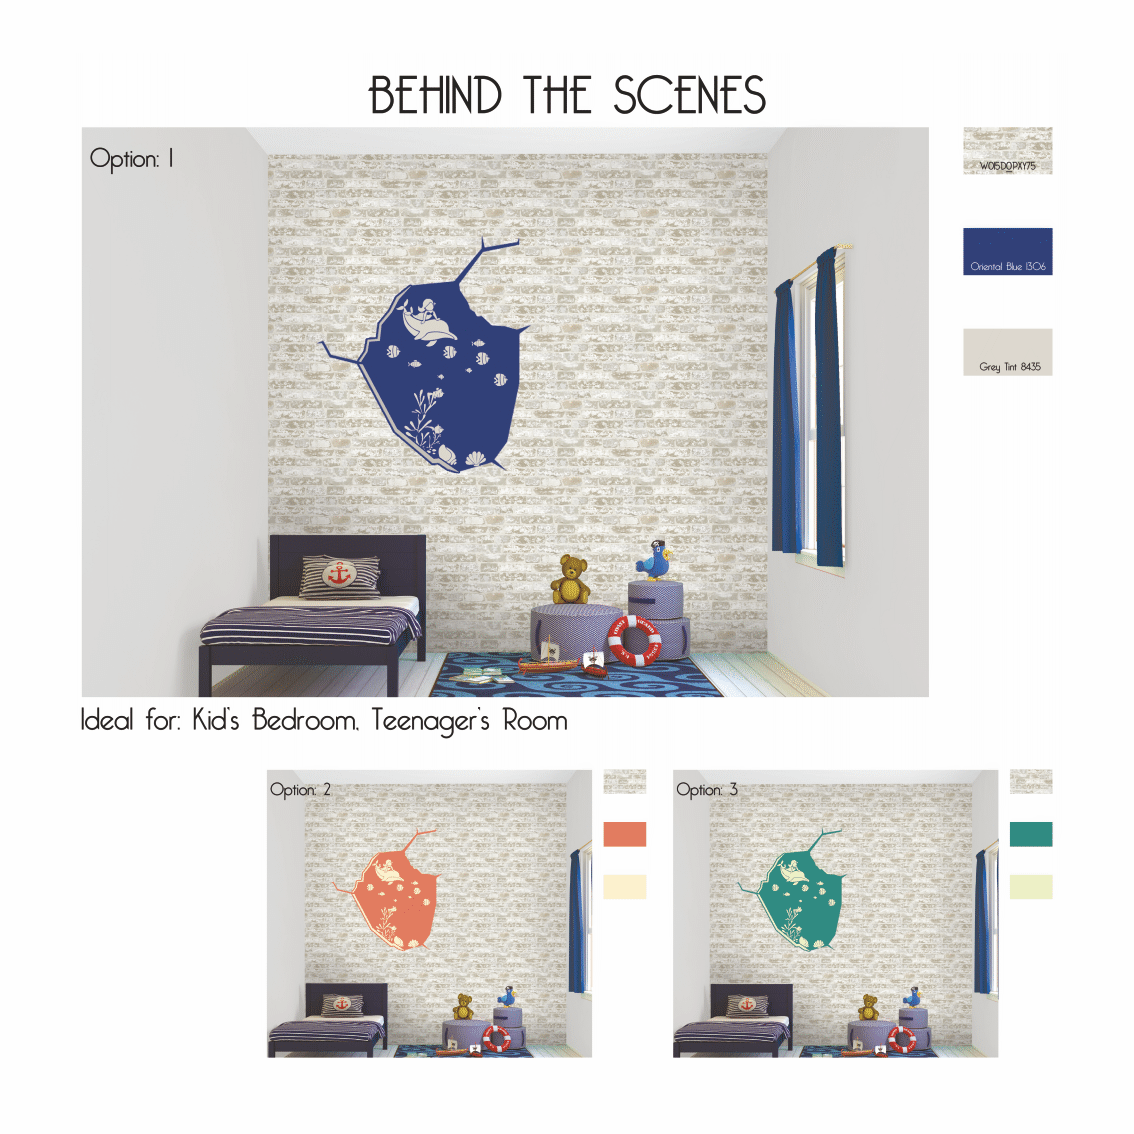 BEHIND THE SCENES
Option: 1
W015D0PXY75
Oriental Blue 1306
Grey Tint 8435
Ideal for: Kid's Bedroom, Teenager's Room
Option: 2
Option: 3